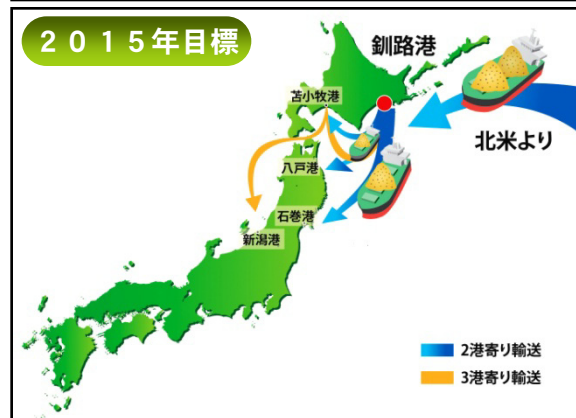 ２０１５年目標
釧路港
苫小牧港
北米より
八戸港
石巻港
新潟港
2港寄り輸送
3港寄り輸送